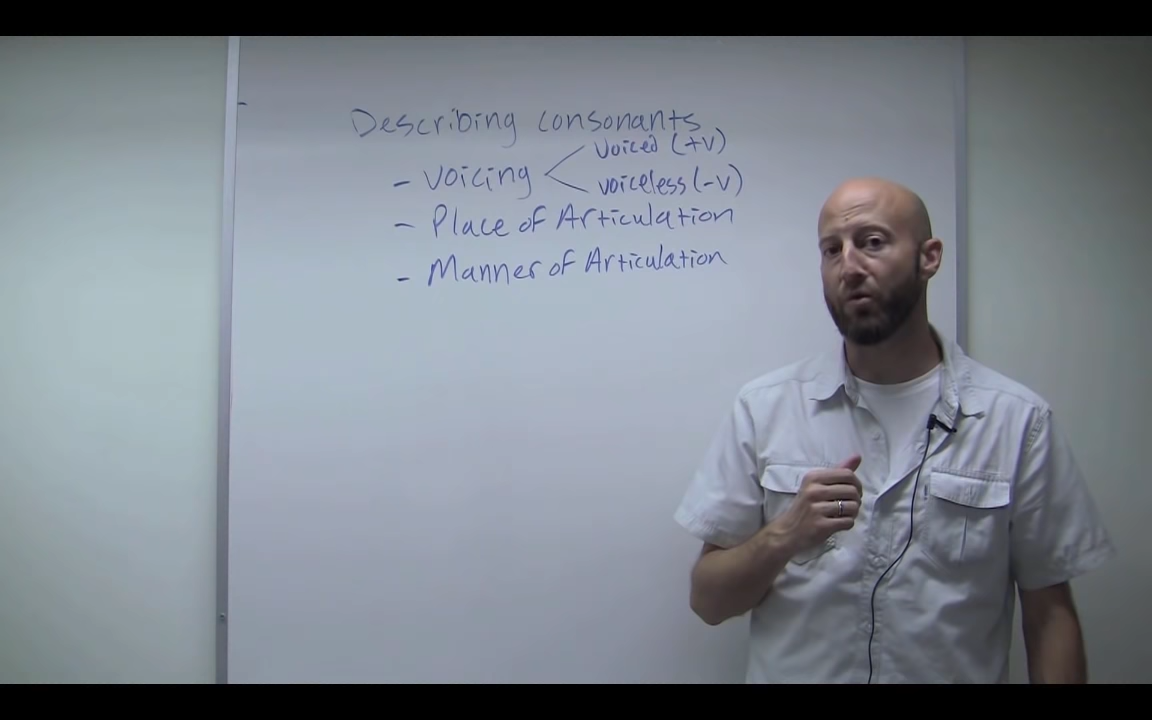 Describing consonants
- Voicing
voiced (+v)
voiceless (-v)
- Place of Articulation
- Manner of Articulation